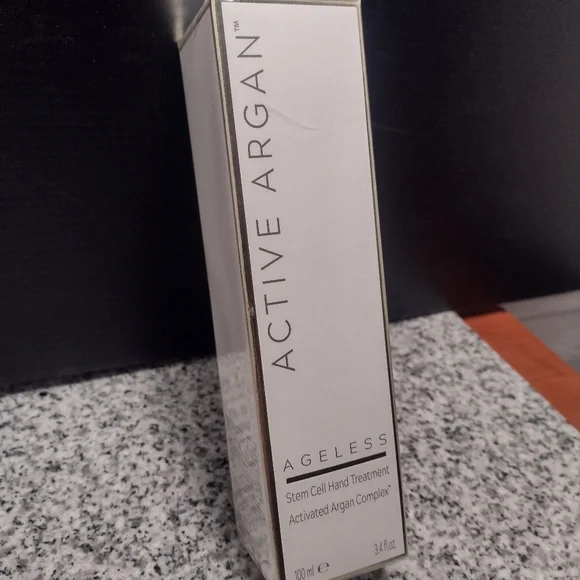 ACTIVE ARGAN™
AGELESS
Stem Cell Hand Treatment
Activated Argan Complex™
100 ml ℮
3.4 fl.oz.